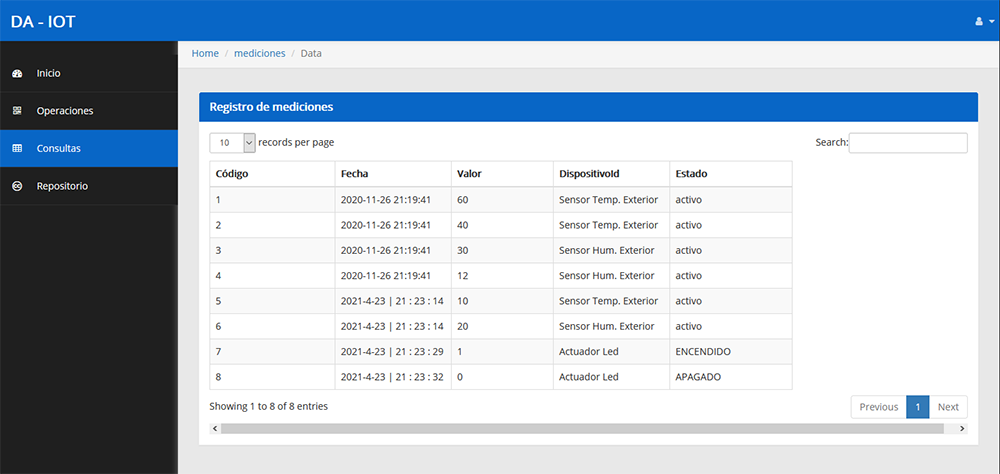 DA - IOT
Home / mediciones / Data
Inicio
Operaciones
Consultas
Repositorio
Registro de mediciones
10 records per page
Search:
Código Fecha Valor DispositivoId Estado
1 2020-11-26 21:19:41 60 Sensor Temp. Exterior activo
2 2020-11-26 21:19:41 40 Sensor Temp. Exterior activo
3 2020-11-26 21:19:41 30 Sensor Hum. Exterior activo
4 2020-11-26 21:19:41 12 Sensor Hum. Exterior activo
5 2021-4-23 | 21 : 23 : 14 10 Sensor Temp. Exterior activo
6 2021-4-23 | 21 : 23 : 14 20 Sensor Hum. Exterior activo
7 2021-4-23 | 21 : 23 : 29 1 Actuador Led ENCENDIDO
8 2021-4-23 | 21 : 23 : 32 0 Actuador Led APAGADO
Showing 1 to 8 of 8 entries
Previous 1 Next